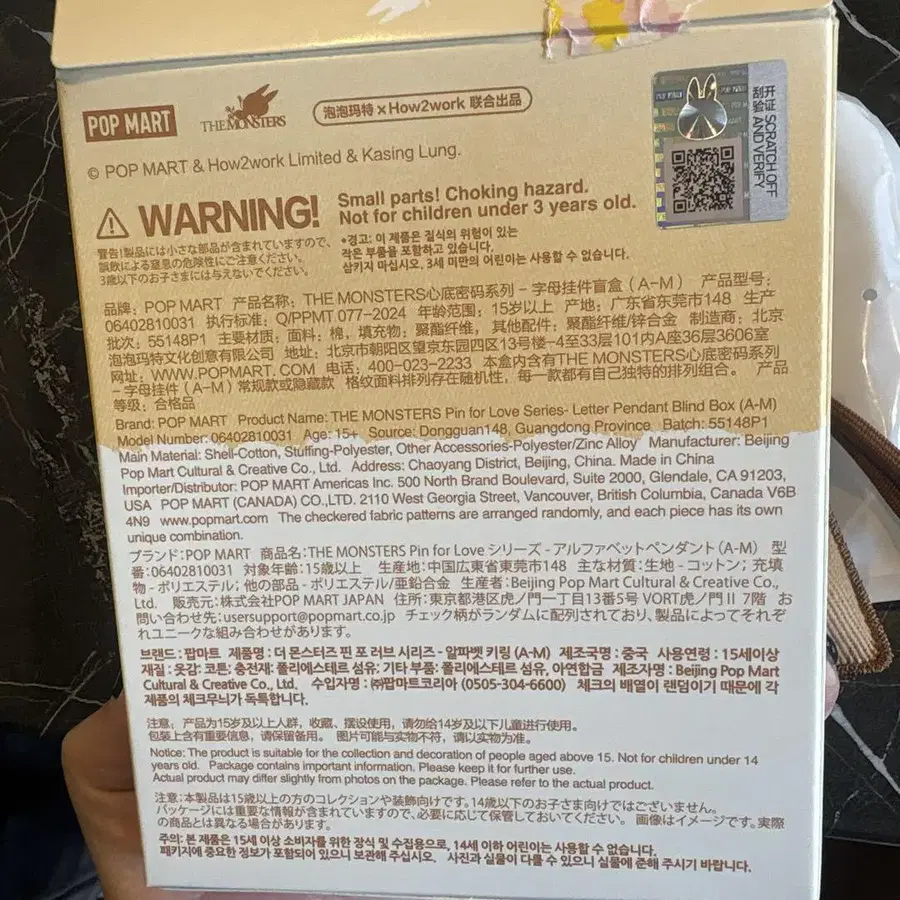 POP MART
THE MONSTERS
泡泡玛特×How2work 联合出品
开证 SCRATCH OFF
刮验 AND VERIFY
© POP MART & How2work Limited & Kasing Lung.
WARNING!
Small parts! Choking hazard.
Not for children under 3 years old.
警告!製品には小さな部品が含まれていますので、
誤飲による窒息の危険性にご注意ください。
3歳以下のお子さまには与えないでください。
•경고: 이 제품은 질식의 위험이 있는
작은 부품을 포함하고 있습니다.
삼키지 마십시오. 3세 미만의 어린이는 사용할 수 없습니다.
品牌：POP MART 产品名称：THE MONSTERS心底密码系列－字母挂件盲盒（A-M） 产品型号：
06402810031 执行标准：Q/PPMT 077-2024 年龄范围：15岁以上 产地：广东省东莞市148 生产
批次：55148P1 主要材质：面料：棉，填充物：聚酯纤维，其他配件：聚酯纤维/锌合金 制造商：北京
泡泡玛特文化创意有限公司 地址：北京市朝阳区望京东园四区13号楼-4至33层101内A座36层3606室
网址：WWW.POPMART.COM 电话：400-023-2233 本盒内含有THE MONSTERS心底密码系列
-字母挂件（A-M）常规款或隐藏款 格纹面料排列存在随机性，每一款都有自己独特的排列组合。 产品
等级：合格品
Brand: POP MART Product Name: THE MONSTERS Pin for Love Series- Letter Pendant Blind Box (A-M)
Model Number: 06402810031 Age: 15+ Source: Dongguan148, Guangdong Province Batch: 55148P1
Main Material: Shell-Cotton, Stuffing-Polyester, Other Accessories-Polyester/Zinc Alloy Manufacturer: Beijing
Pop Mart Cultural & Creative Co., Ltd. Address: Chaoyang District, Beijing, China. Made in China
Importer/Distributor: POP MART Americas Inc. 500 North Brand Boulevard, Suite 2000, Glendale, CA 91203,
USA POP MART (CANADA) CO.,LTD. 2110 West Georgia Street, Vancouver, British Columbia, Canada V6B
4N9 www.popmart.com The checkered fabric patterns are arranged randomly, and each piece has its own
unique combination.
ブランド：POP MART 商品名：THE MONSTERS Pin for Love シリーズ - アルファベットペンダント（A-M） 型
番：06402810031 対象年齢：15歳以上 生産地：中国広東省東莞市148 主な材質：生地 - コットン；充填
物 - ポリエステル；他の部品 - ポリエステル/亜鉛合金 生産者：Beijing Pop Mart Cultural & Creative Co.,
Ltd. 販売元：株式会社POP MART JAPAN 住所：東京都港区虎ノ門一丁目13番5号 VORT虎ノ門Ⅱ 7階 お
問い合わせ先：usersupport@popmart.co.jp チェック柄がランダムに配列されており、製品によってそれぞ
れユニークな組み合わせがあります。
브랜드 : 팝마트 제품명 : 더 몬스터즈 핀 포 러브 시리즈 - 알파벳 키링 (A-M) 제조국명 : 중국 사용연령 : 15세이상
재질 : 옷감: 코튼; 충전재: 폴리에스테르 섬유; 기타 부품: 폴리에스테르 섬유, 아연합금 제조자명 : Beijing Pop Mart
Cultural & Creative Co., Ltd. 수입자명 : ㈜팝마트코리아 (0505-304-6600) 체크의 배열이 랜덤이기 때문에 각
제품의 체크무늬가 독특합니다.
注意：产品为15岁及以上人群，收藏、摆设使用，请勿给14岁及以下儿童进行使用。
包装上含有重要信息，请保留备用。 图片可能与实物不符，请以实物为准。
Notice: The product is suitable for the collection and decoration of people aged above 15. Not for children under 14
years old. Package contains important information. Please keep it for further use.
Actual product may differ slightly from photos on the package. Please refer to the actual product.
注意：本製品は15歳以上の方のコレクションや装飾向けです。14歳以下のお子さま向けではございません。
パッケージには重要な情報が含まれていますので、必要に応じて保管しておいてください。 画像はイメージです。実際
の商品とは異なる場合があります。
주의: 본 제품은 15세 이상 소비자를 위한 장식 및 수집용으로, 14세 이하 어린이는 사용할 수 없습니다.
패키지에 중요한 정보가 포함되어 있으니 보관해 주십시오. 사진과 실물이 다를 수 있으니 실물에 준해 주시기 바랍니다.